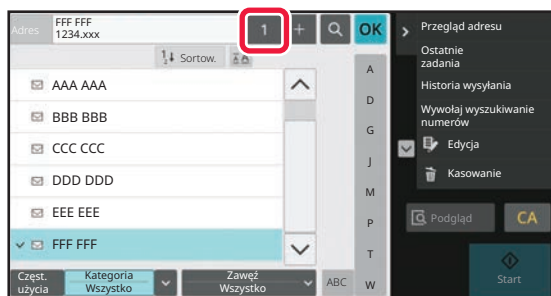 Adres
FFF FFF
1234.xxx
1
+
OK
Sortow.
AAA AAA
BBB BBB
CCC CCC
DDD DDD
EEE EEE
FFF FFF
A
D
G
J
M
P
T
W
Częst.
użycia
Kategoria
Wszystko
Zawęź
Wszystko
ABC
Przegląd adresu
Ostatnie
zadania
Historia wysyłania
Wywołaj wyszukiwanie
numerów
Edycja
Kasowanie
Podgląd
CA
Start